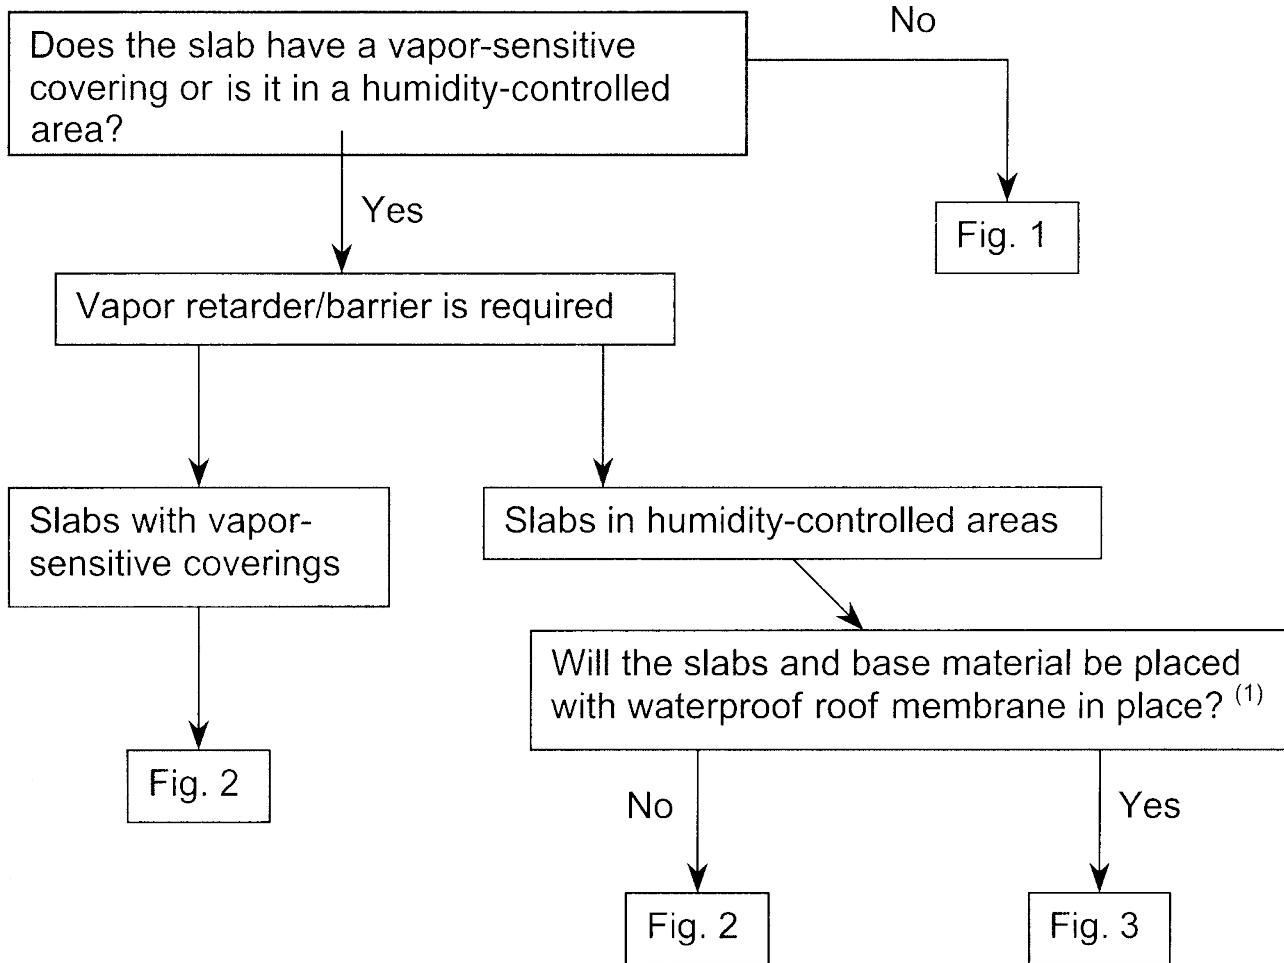 No
Does the slab have a vapor-sensitive
covering or is it in a humidity-controlled
area?
Yes
Fig. 1
Vapor retarder/barrier is required
Slabs with vapor-
sensitive coverings
Slabs in humidity-controlled areas
Will the slabs and base material be placed
with waterproof roof membrane in place? (1)
Fig. 2
No
Yes
Fig. 2
Fig. 3